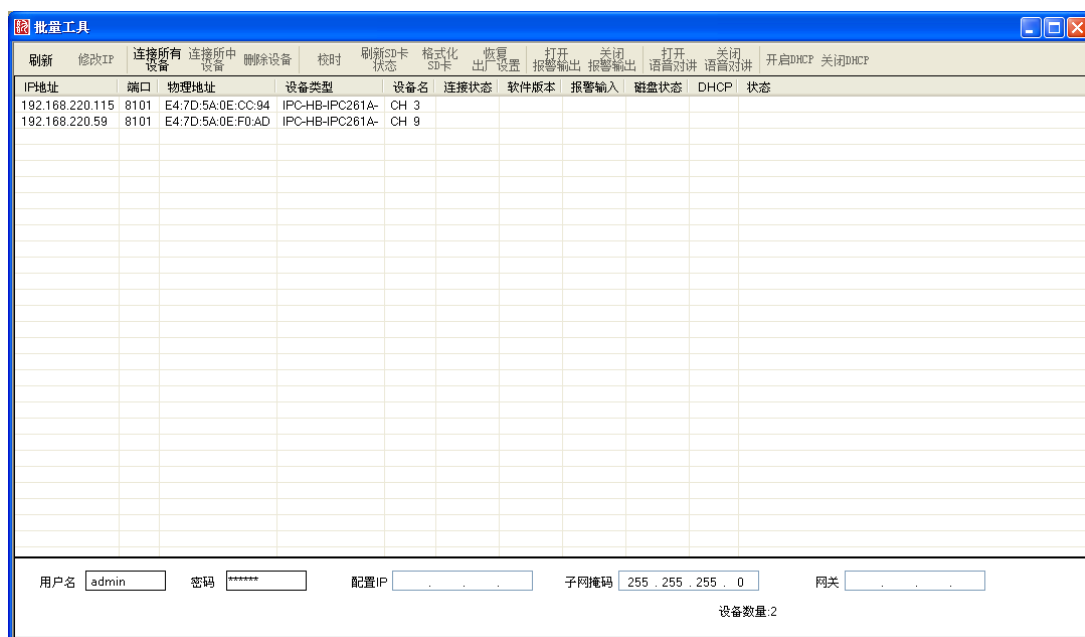 批量工具
刷新 修改IP 连接所有设备 连接所中设备 删除设备 校时 刷新SD卡状态 格式化SD卡 恢复出厂设置 打开报警输出 关闭报警输出 打开语音对讲 关闭语音对讲 开启DHCP 关闭DHCP
IP地址 端口 物理地址 设备类型 设备名 连接状态 软件版本 报警输入 磁盘状态 DHCP 状态
192.168.220.115 8101 E4:7D:5A:0E:CC:94 IPC-HB-IPC261A- CH 3
192.168.220.59 8101 E4:7D:5A:0E:F0:AD IPC-HB-IPC261A- CH 9
用户名 admin 密码 ****** 配置IP . . . 子网掩码 255 . 255 . 255 . 0 网关 . . .
设备数量:2